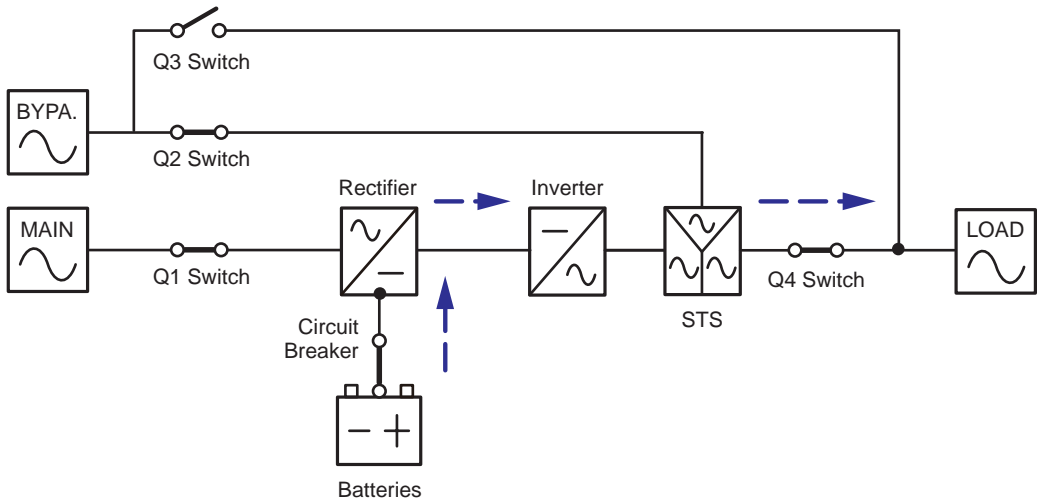 Q3 Switch
BYPA.
Q2 Switch
Rectifier
Inverter
MAIN
LOAD
Q1 Switch
Q4 Switch
STS
Circuit
Breaker
Batteries